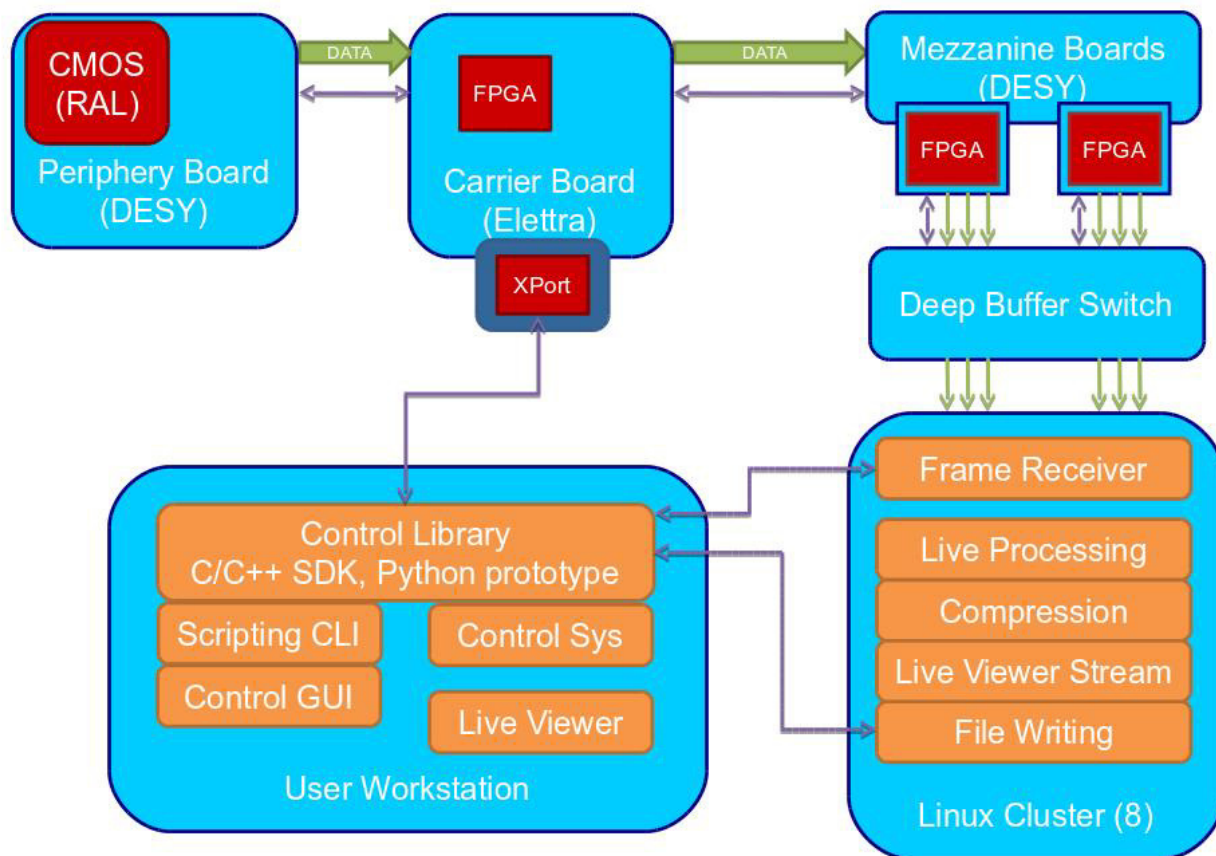 CMOS
(RAL)
Periphery Board
(DESY)
DATA
FPGA
Carrier Board
(Elettra)
XPort
DATA
Mezzanine Boards
(DESY)
FPGA
FPGA
Deep Buffer Switch
Control Library
C/C++ SDK, Python prototype
Scripting CLI
Control GUI
Control Sys
Live Viewer
User Workstation
Frame Receiver
Live Processing
Compression
Live Viewer Stream
File Writing
Linux Cluster (8)